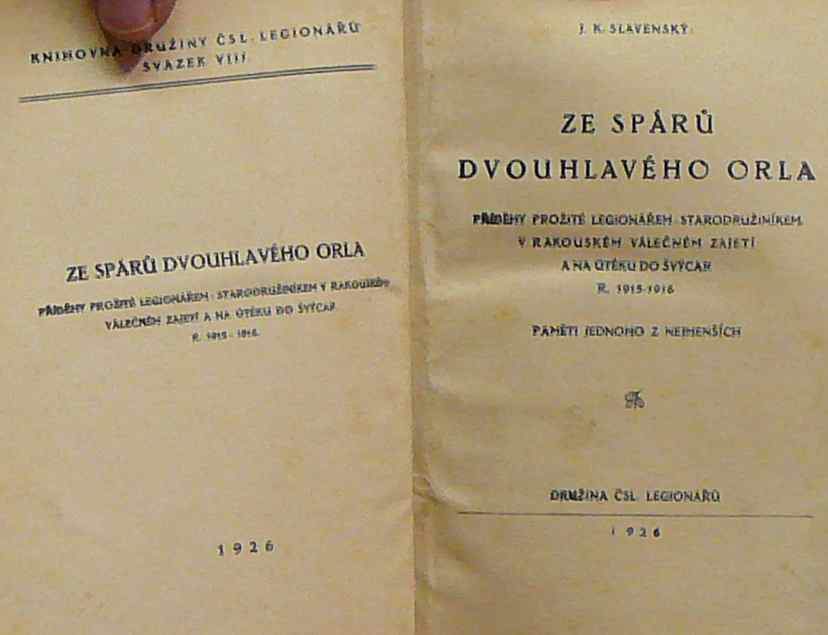 KNIHOVNA DRUŽINY ČSL. LEGIONÁŘŮ
SVAZEK VIII.
ZE SPÁRŮ DVOUHLAVÉHO ORLA
PŘÍBĚHY PROŽITÉ LEGIONÁŘEM-STARODRUŽINÍKEM V RAKOUSKÉM
VÁLEČNÉM ZAJETÍ A NA ÚTĚKU DO ŠVÝCAR
R. 1915-1916.
1926
J. K. SLAVENSKÝ:
ZE SPÁRŮ
DVOUHLAVÉHO ORLA
PŘÍBĚHY PROŽITÉ LEGIONÁŘEM-STARODRUŽINÍKEM
V RAKOUSKÉM VÁLEČNÉM ZAJETÍ
A NA ÚTĚKU DO ŠVÝCAR
R. 1915-1916
PAMĚTI JEDNOHO Z NEJMENŠÍCH
DRUŽINA ČSL. LEGIONÁŘŮ
1926